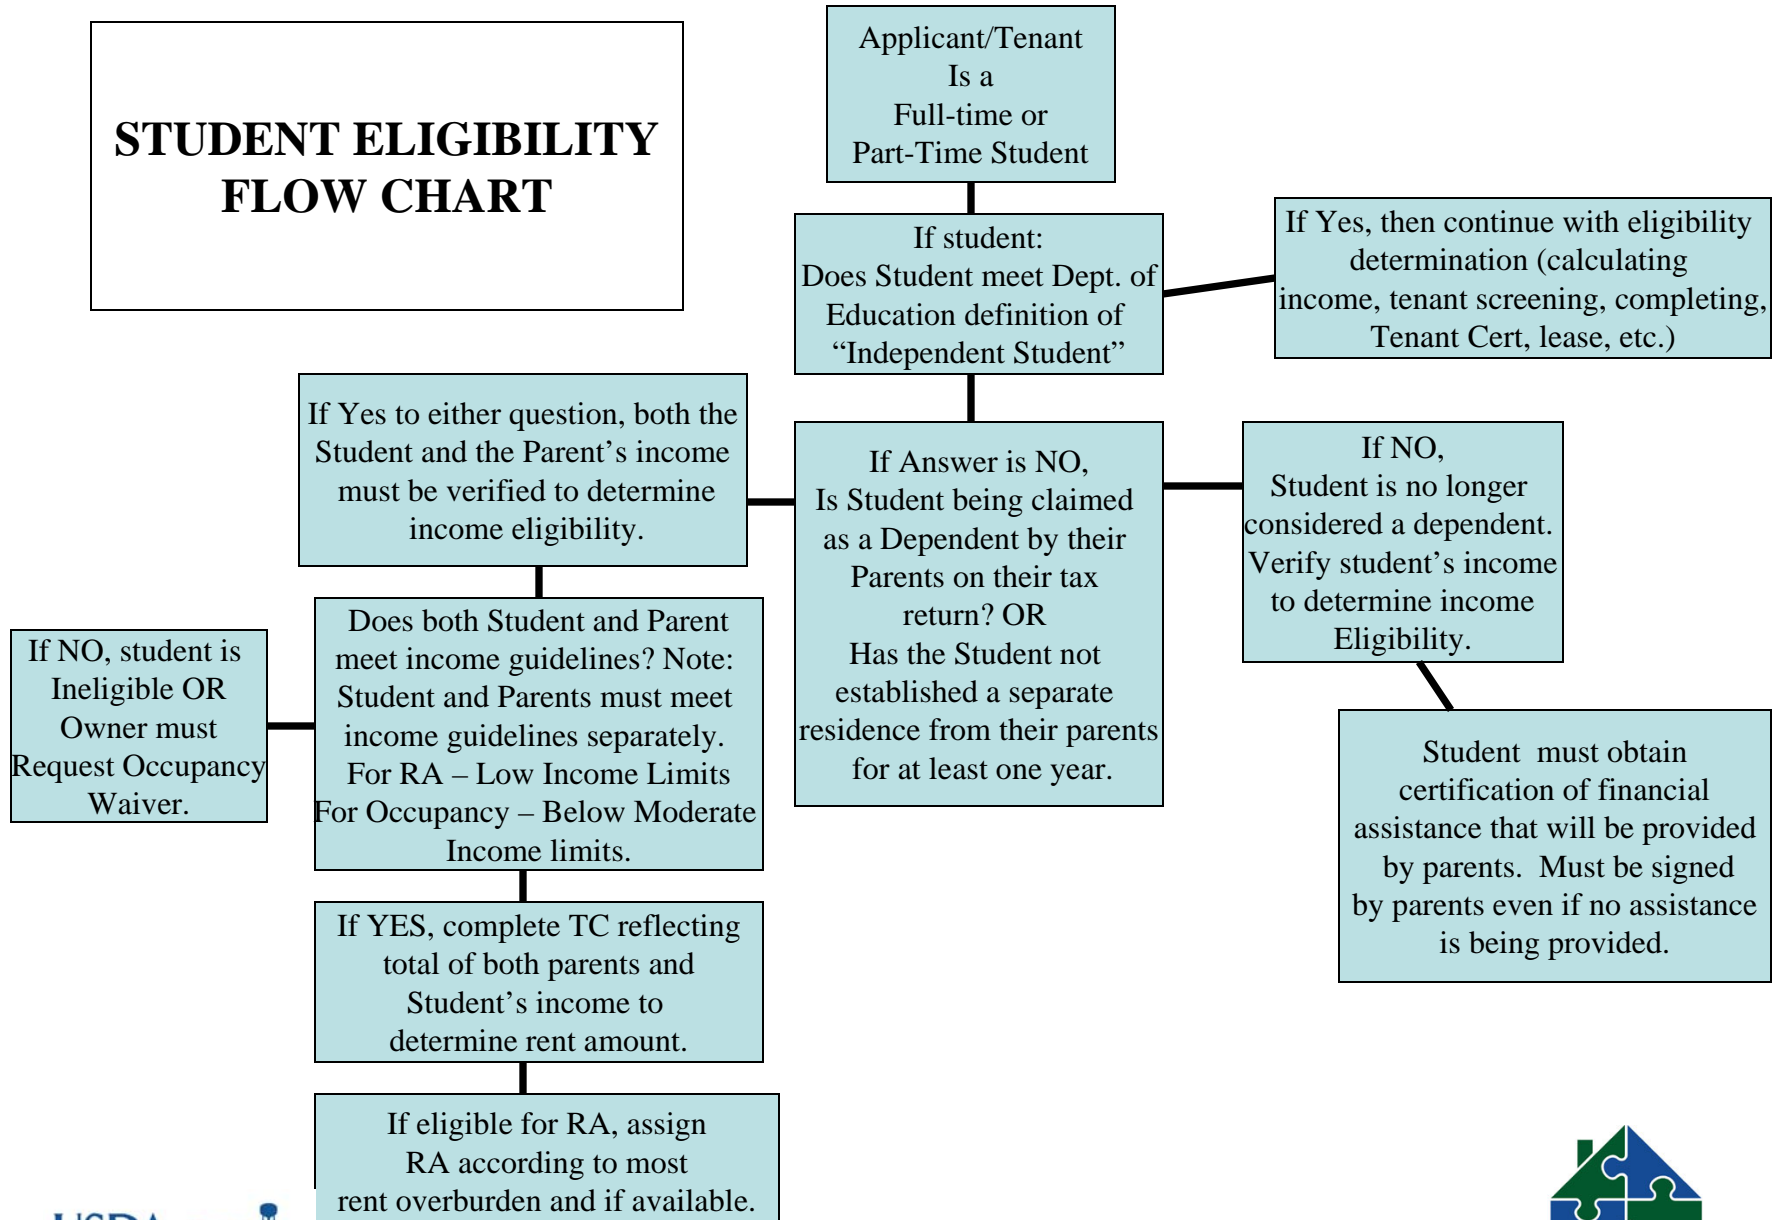 STUDENT ELIGIBILITY
FLOW CHART
Applicant/Tenant
Is a
Full-time or
Part-Time Student
If student:
Does Student meet Dept. of
Education definition of
“Independent Student”
If Yes, then continue with eligibility
determination (calculating
income, tenant screening, completing,
Tenant Cert, lease, etc.)
If Yes to either question, both the
Student and the Parent’s income
must be verified to determine
income eligibility.
If Answer is NO,
Is Student being claimed
as a Dependent by their
Parents on their tax
return? OR
Has the Student not
established a separate
residence from their parents
for at least one year.
If NO,
Student is no longer
considered a dependent.
Verify student’s income
to determine income
Eligibility.
If NO, student is
Ineligible OR
Owner must
Request Occupancy
Waiver.
Does both Student and Parent
meet income guidelines? Note:
Student and Parents must meet
income guidelines separately.
For RA – Low Income Limits
For Occupancy – Below Moderate
Income limits.
Student must obtain
certification of financial
assistance that will be provided
by parents. Must be signed
by parents even if no assistance
is being provided.
If YES, complete TC reflecting
total of both parents and
Student’s income to
determine rent amount.
If eligible for RA, assign
RA according to most
rent overburden and if available.
USDA